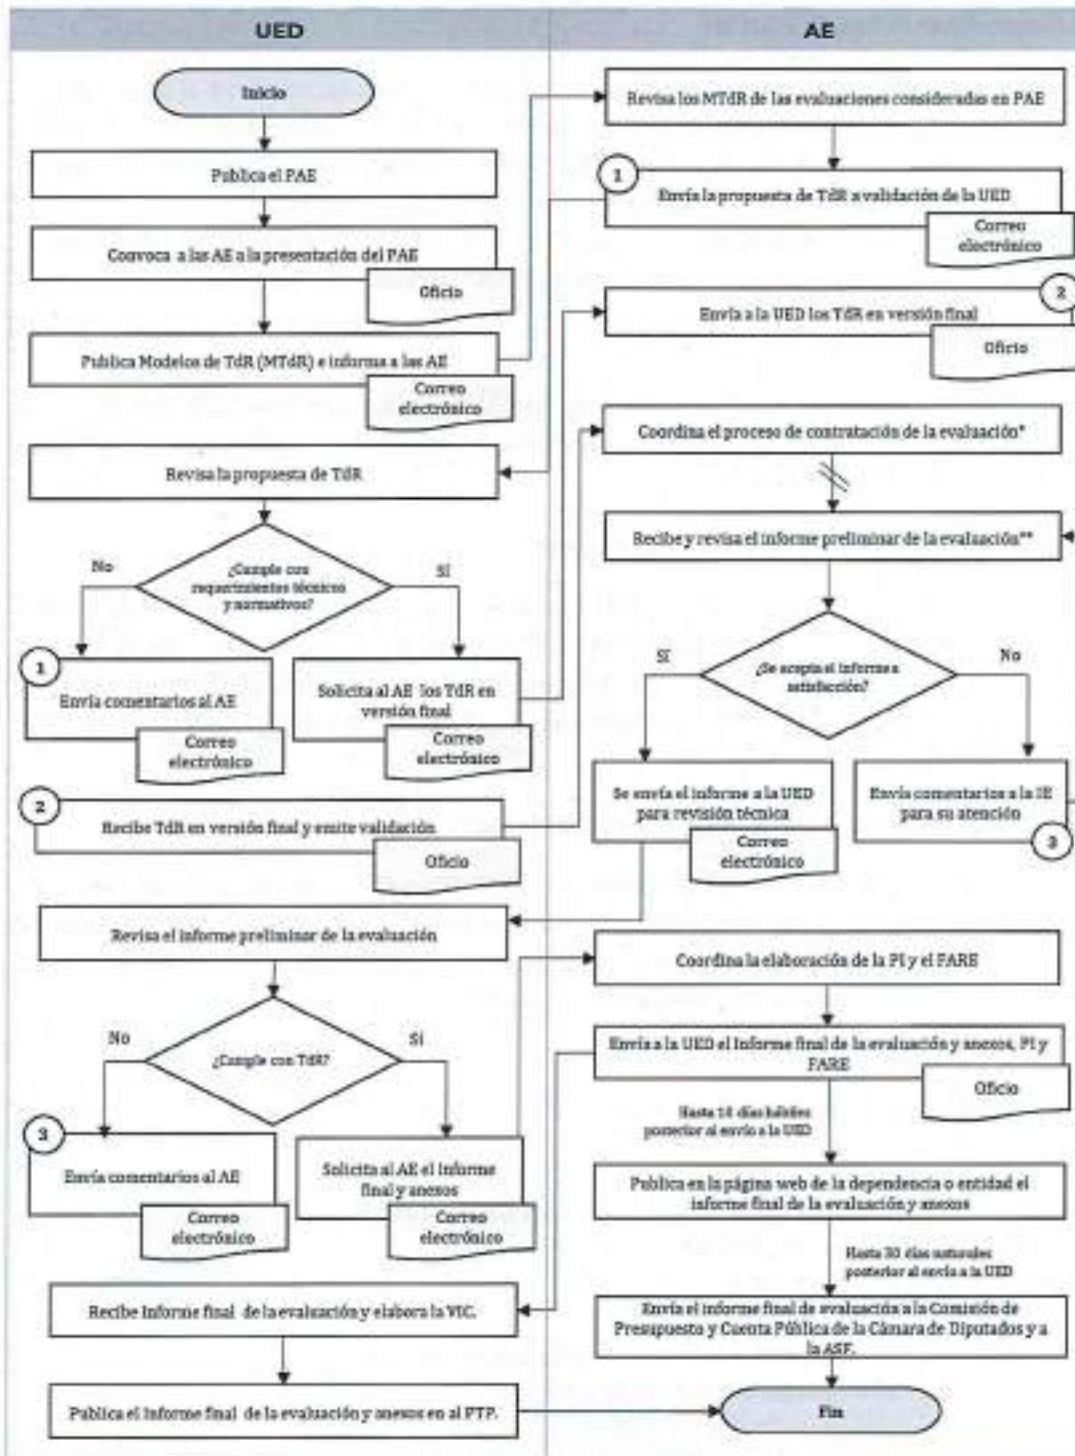 UED
Inicio
Publica el PAE
Convoca a las AE a la presentación del PAE
Oficio
Publica Modelos de TdR (MTdR) e informa a las AE
Correo
electrónico
Revisa la propuesta de TdR
¿Cumple con
requerimientos técnicos
y normativos?
No
Sí
1
Envía comentarios al AE
Correo
electrónico
Solicita al AE los TdR en
versión final
Correo
electrónico
2
Recibe TdR en versión final y emite validación
Oficio
Revisa el informe preliminar de la evaluación
¿Cumple con TdR?
No
Sí
3
Envía comentarios al AE
Correo
electrónico
Solicita al AE el Informe
final y anexos
Correo
electrónico
Recibe Informe final de la evaluación y elabora la VIC.
Publica el Informe final de la evaluación y anexos en al PTP.
AE
Revisa los MTdR de las evaluaciones consideradas en PAE
1
Envía la propuesta de TdR a validación de la UED
Correo
electrónico
2
Envía a la UED los TdR en versión final
Oficio
Coordina el proceso de contratación de la evaluación*
Recibe y revisa el informe preliminar de la evaluación**
¿Se acepta el informe a
satisfacción?
Sí
No
Se envía el informe a la UED
para revisión técnica
Correo
electrónico
Envía comentarios a la IE
para su atención
3
Coordina la elaboración de la PI y el FARE
Envía a la UED el Informe final de la evaluación y anexos, PI y
FARE
Oficio
Hasta 10 días hábiles
posterior al envío a la UED
Publica en la página web de la dependencia o entidad el
informe final de la evaluación y anexos
Hasta 30 días naturales
posterior al envío a la UED
Envía el informe final de evaluación a la Comisión de
Presupuesto y Cuenta Pública de la Cámara de Diputados y a
la ASF.
Fin